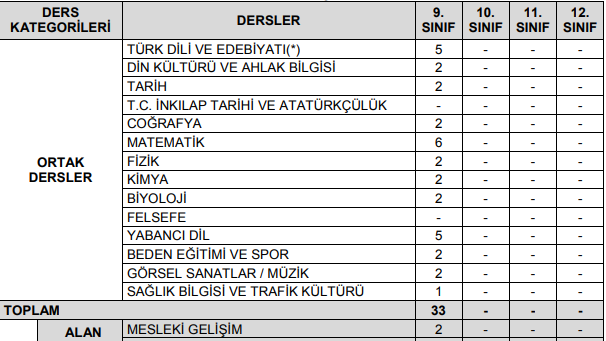 DERS KATEGORİLERİ DERSLER 9. SINIF 10. SINIF 11. SINIF 12. SINIF
ORTAK DERSLER
TÜRK DİLİ VE EDEBİYATI(*) 5 - - -
DİN KÜLTÜRÜ VE AHLAK BİLGİSİ 2 - - -
TARİH 2 - - -
T.C. İNKILAP TARİHİ VE ATATÜRKÇÜLÜK - - - -
COĞRAFYA 2 - - -
MATEMATİK 6 - - -
FİZİK 2 - - -
KİMYA 2 - - -
BİYOLOJİ 2 - - -
FELSEFE - - - -
YABANCI DİL 5 - - -
BEDEN EĞİTİMİ VE SPOR 2 - - -
GÖRSEL SANATLAR / MÜZİK 2 - - -
SAĞLIK BİLGİSİ VE TRAFİK KÜLTÜRÜ 1 - - -
TOPLAM 33 - - -
ALAN MESLEKİ GELİŞİM 2 - - -